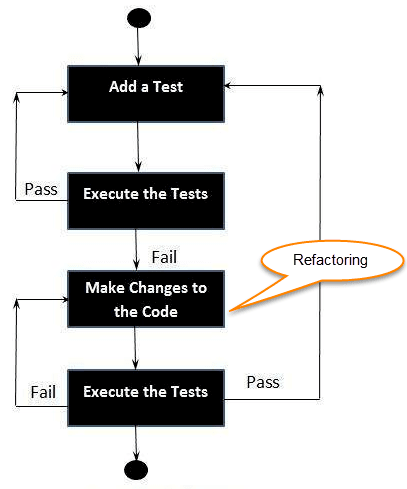 Add a Test
Pass
Execute the Tests
Fail
Refactoring
Make Changes to
the Code
Fail
Execute the Tests
Pass